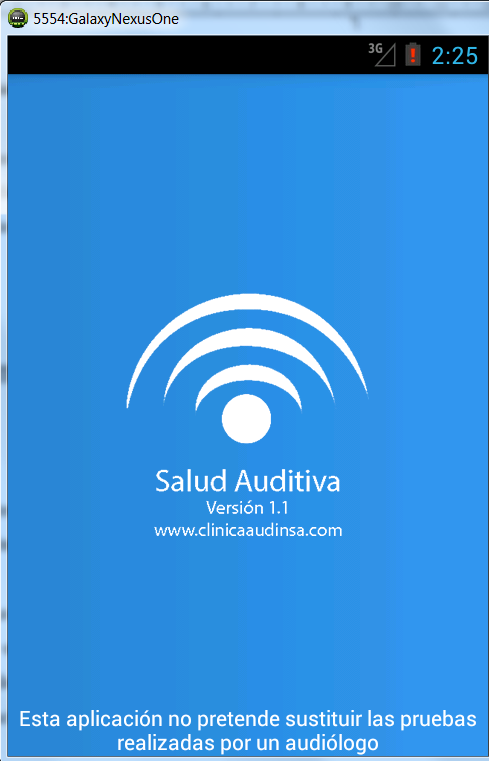 5554:GalaxyNexusOne
3G 2:25
Salud Auditiva
Versión 1.1
www.clinicaaudinsa.com
Esta aplicación no pretende sustituir las pruebas
realizadas por un audiólogo